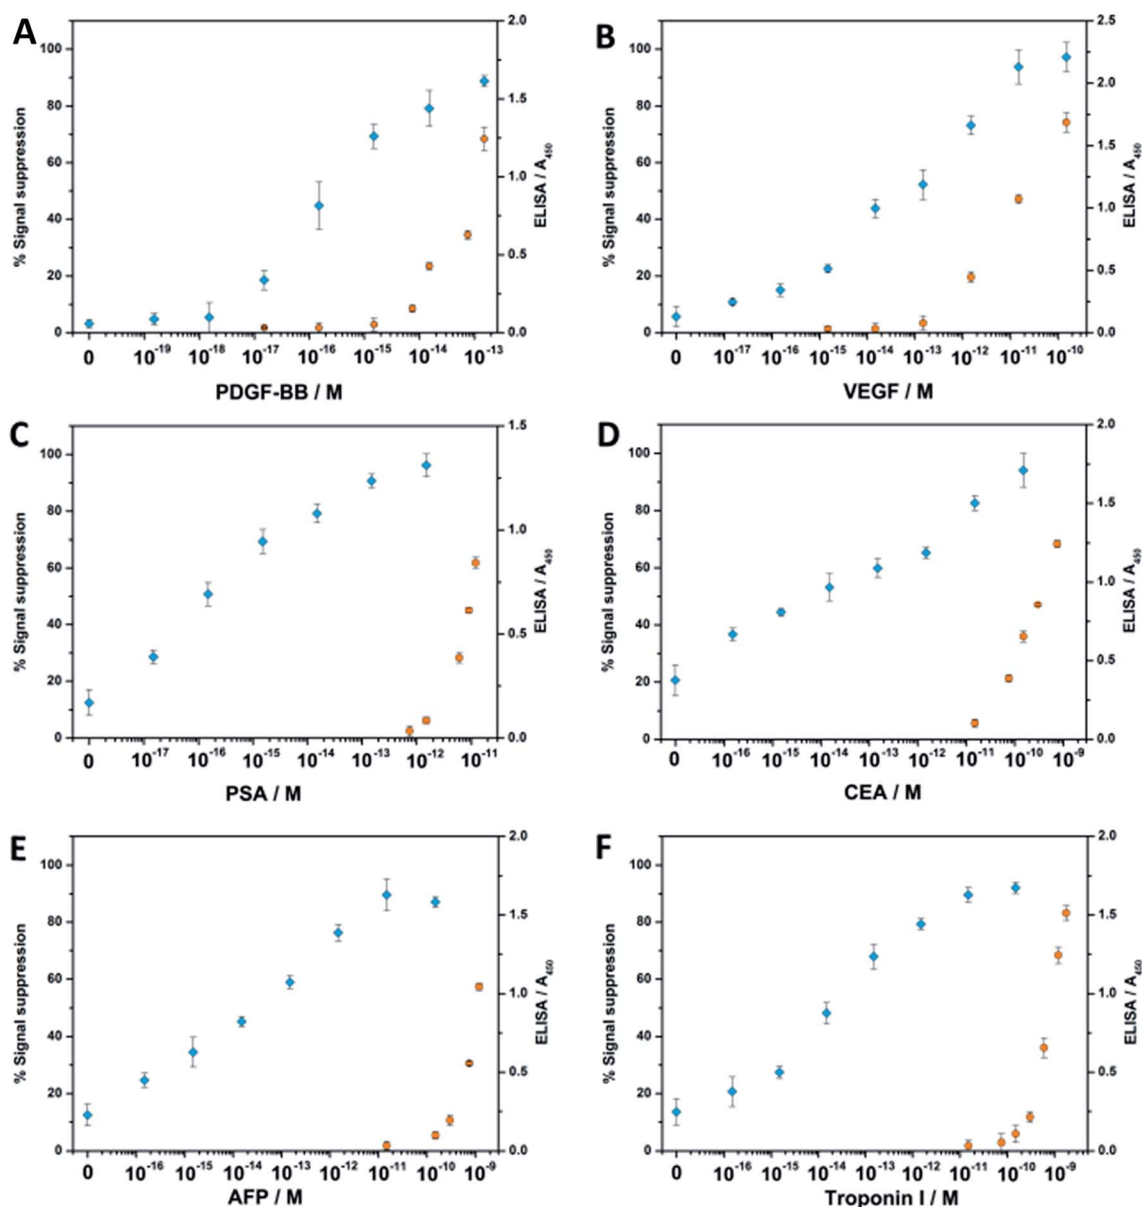 A
% Signal suppression
100
80
60
40
20
0
2.0
1.5
1.0
0.5
0.0
ELISA / A450
0 10-19 10-18 10-17 10-16 10-15 10-14 10-13
PDGF-BB / M
B
% Signal suppression
100
80
60
40
20
0
2.5
2.0
1.5
1.0
0.5
0.0
ELISA / A450
0 10-17 10-16 10-15 10-14 10-13 10-12 10-11 10-10
VEGF / M
C
% Signal suppression
100
80
60
40
20
0
1.5
1.0
0.5
0.0
ELISA / A450
0 10-17 10-16 10-15 10-14 10-13 10-12 10-11
PSA / M
D
% Signal suppression
100
80
60
40
20
0
2.0
1.5
1.0
0.5
0.0
ELISA / A450
0 10-16 10-15 10-14 10-13 10-12 10-11 10-10 10-9
CEA / M
E
% Signal suppression
100
80
60
40
20
0
2.0
1.5
1.0
0.5
0.0
ELISA / A450
0 10-16 10-15 10-14 10-13 10-12 10-11 10-10 10-9
AFP / M
F
% Signal suppression
100
80
60
40
20
0
2.0
1.5
1.0
0.5
0.0
ELISA / A450
0 10-16 10-15 10-14 10-13 10-12 10-11 10-10 10-9
Troponin I / M